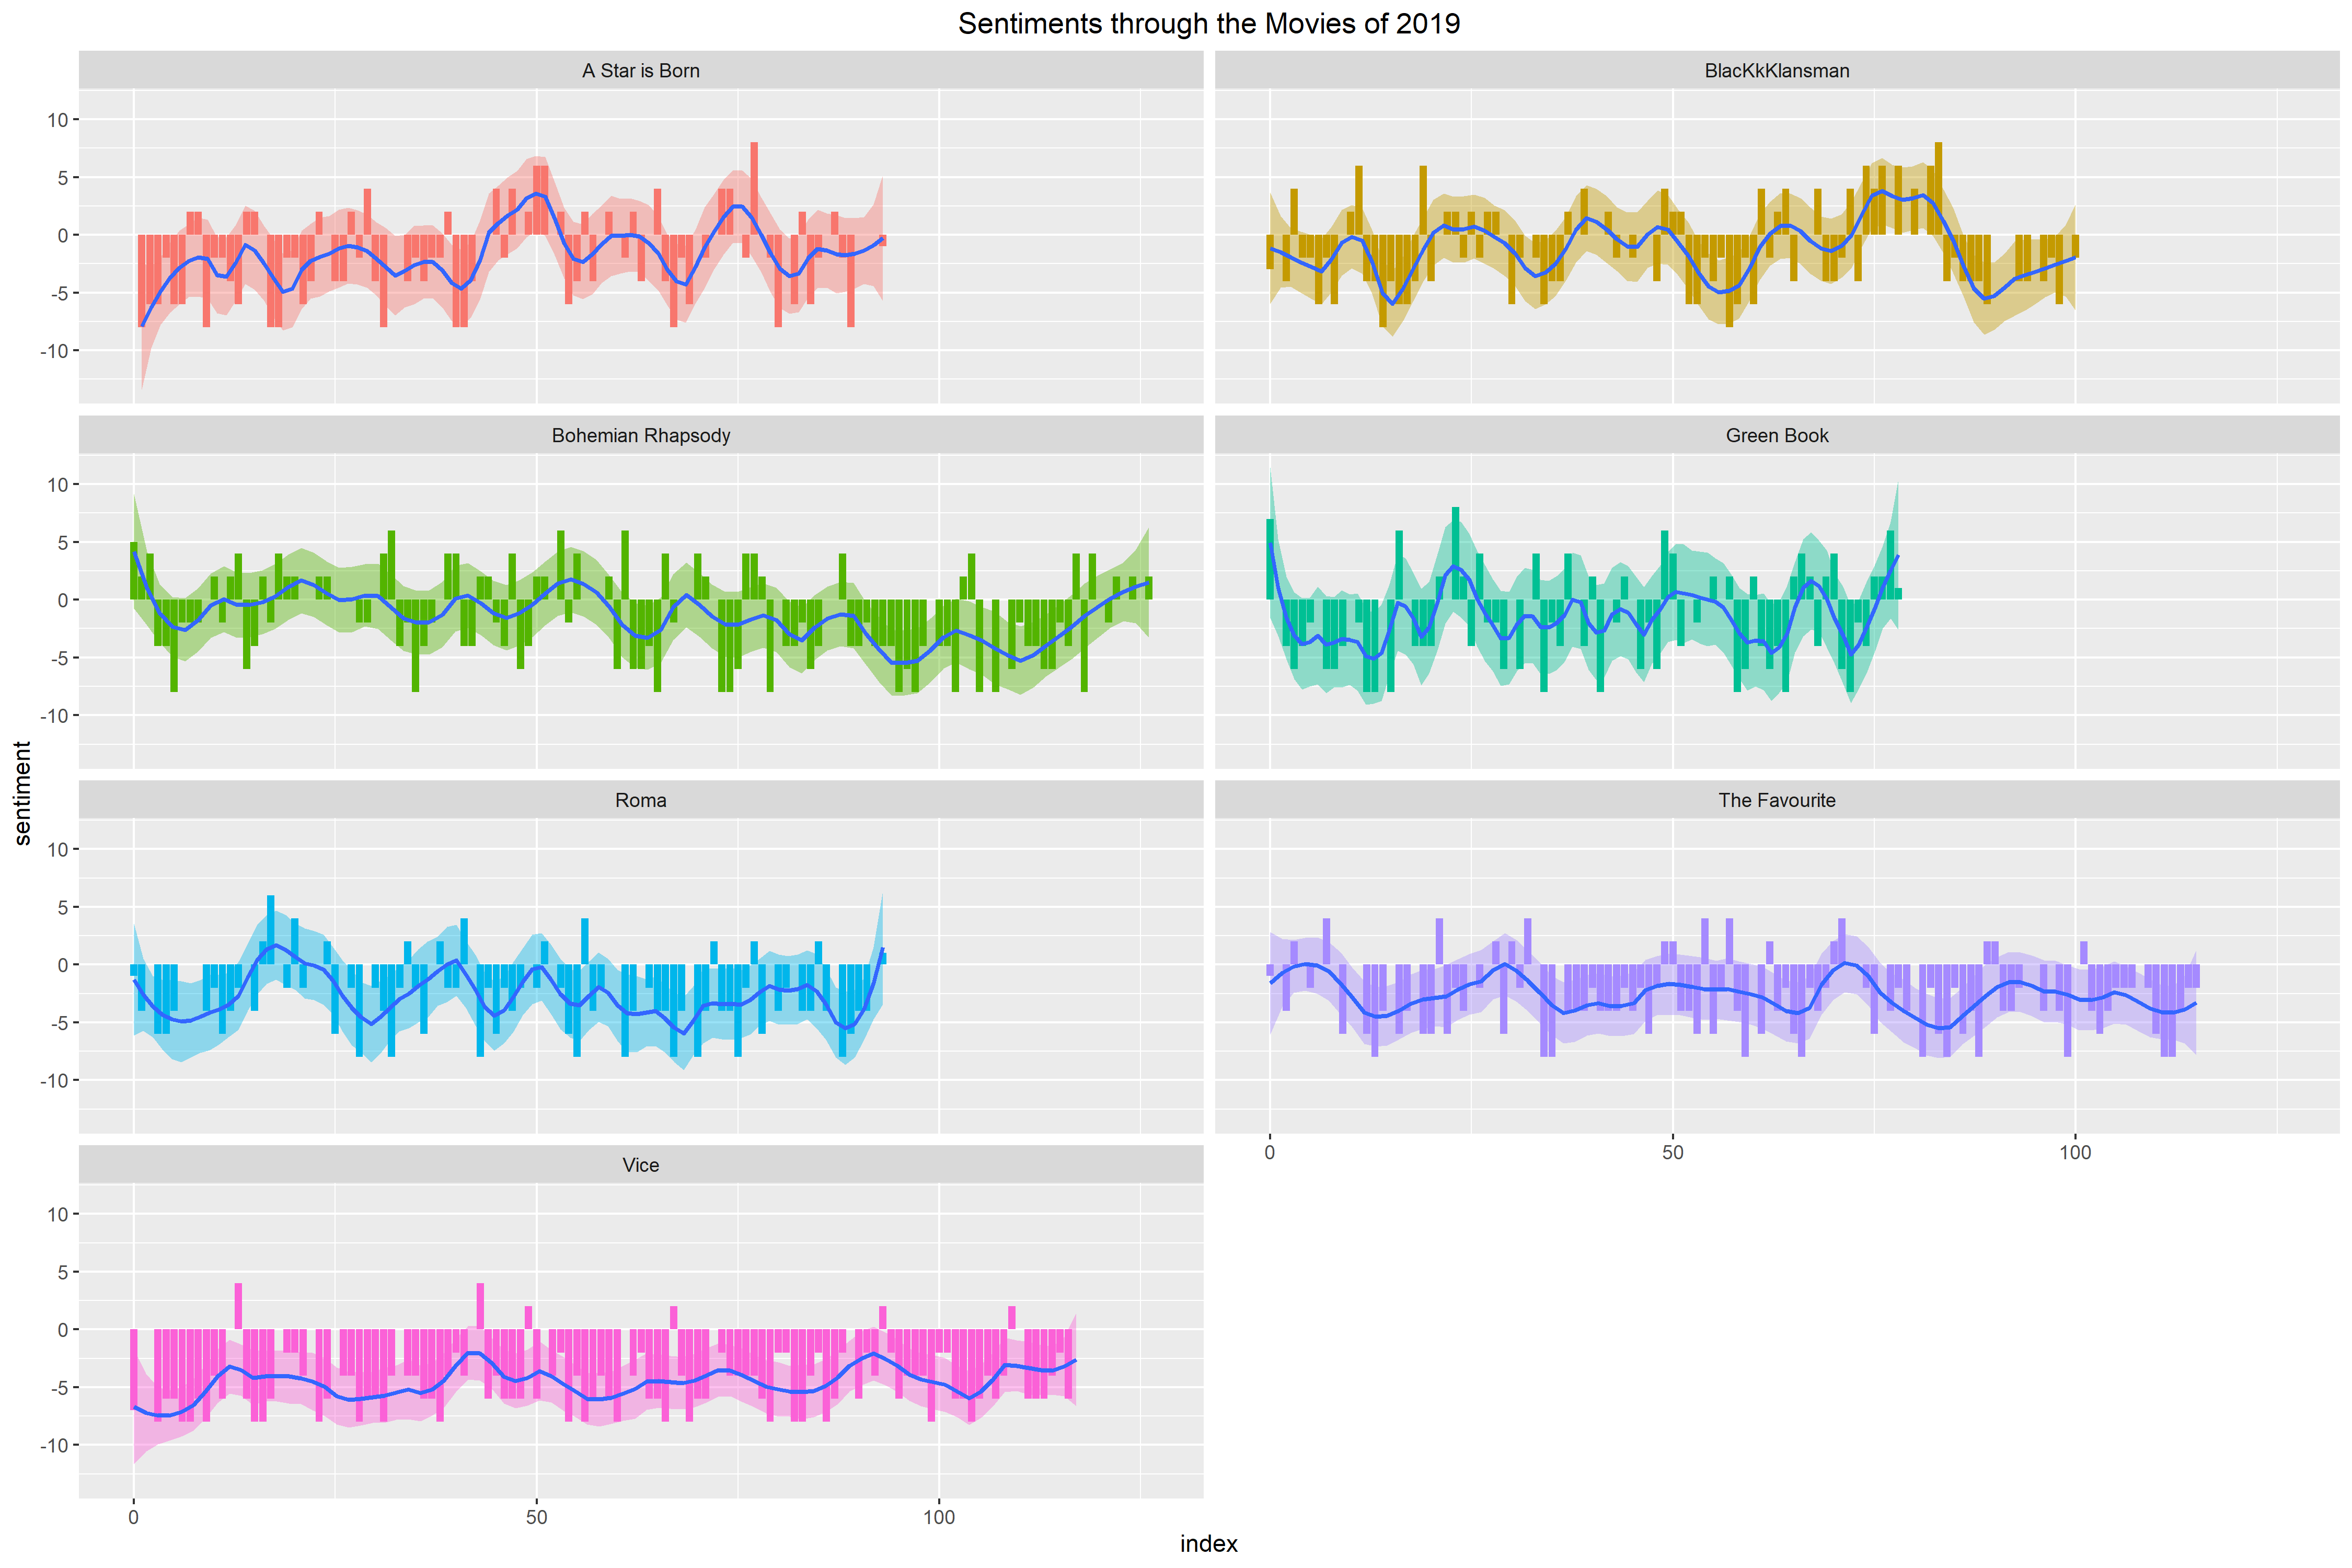 Sentiments through the Movies of 2019
A Star is Born
BlacKkKlansman
10
5
0
-5
-10
Bohemian Rhapsody
Green Book
10
5
0
-5
-10
Roma
The Favourite
10
5
0
-5
-10
0 50 100
Vice
10
5
0
-5
-10
0 50 100
sentiment
index